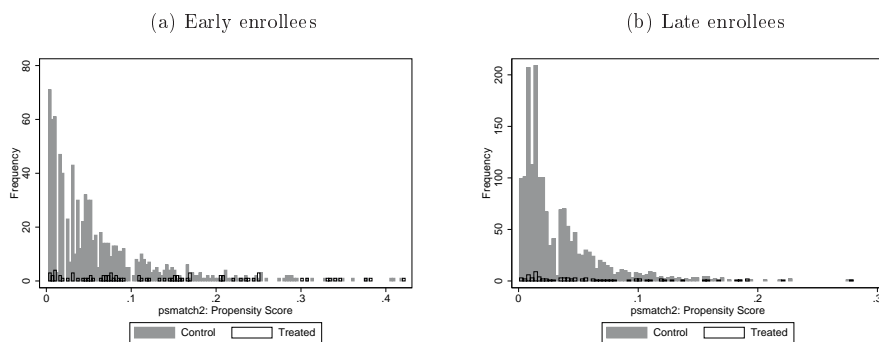 (a) Early enrollees
(b) Late enrollees
80
60
40
20
0
Frequency
0 .1 .2 .3 .4
psmatch2: Propensity Score
Control Treated
200
150
100
50
0
Frequency
0 .1 .2 .3
psmatch2: Propensity Score
Control Treated